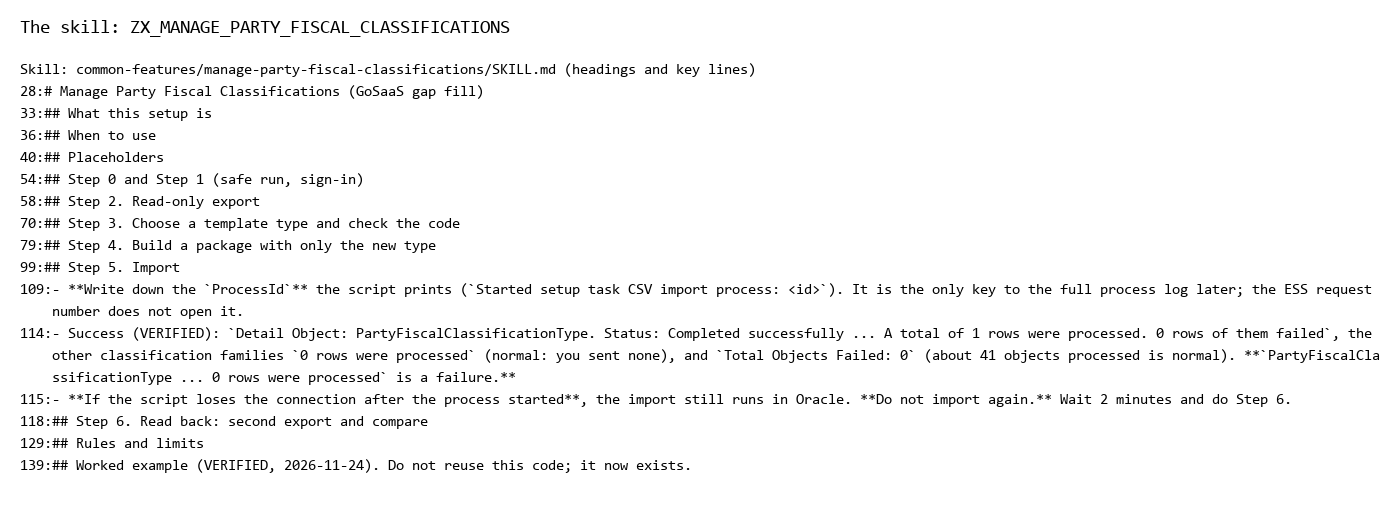 The skill: ZX_MANAGE_PARTY_FISCAL_CLASSIFICATIONS
Skill: common-features/manage-party-fiscal-classifications/SKILL.md (headings and key lines)
28:# Manage Party Fiscal Classifications (GoSaaS gap fill)
33:## What this setup is
36:## When to use
40:## Placeholders
54:## Step 0 and Step 1 (safe run, sign-in)
58:## Step 2. Read-only export
70:## Step 3. Choose a template type and check the code
79:## Step 4. Build a package with only the new type
99:## Step 5. Import
109:- **Write down the `ProcessId`** the script prints (`Started setup task CSV import process: <id>`). It is the only key to the full process log later; the ESS request
number does not open it.
114:- Success (VERIFIED): `Detail Object: PartyFiscalClassificationType. Status: Completed successfully ... A total of 1 rows were processed. 0 rows of them failed`, the
other classification families `0 rows were processed` (normal: you sent none), and `Total Objects Failed: 0` (about 41 objects processed is normal). **`PartyFiscalCla
ssificationType ... 0 rows were processed` is a failure.**
115:- **If the script loses the connection after the process started**, the import still runs in Oracle. **Do not import again.** Wait 2 minutes and do Step 6.
118:## Step 6. Read back: second export and compare
129:## Rules and limits
139:## Worked example (VERIFIED, 2026-11-24). Do not reuse this code; it now exists.